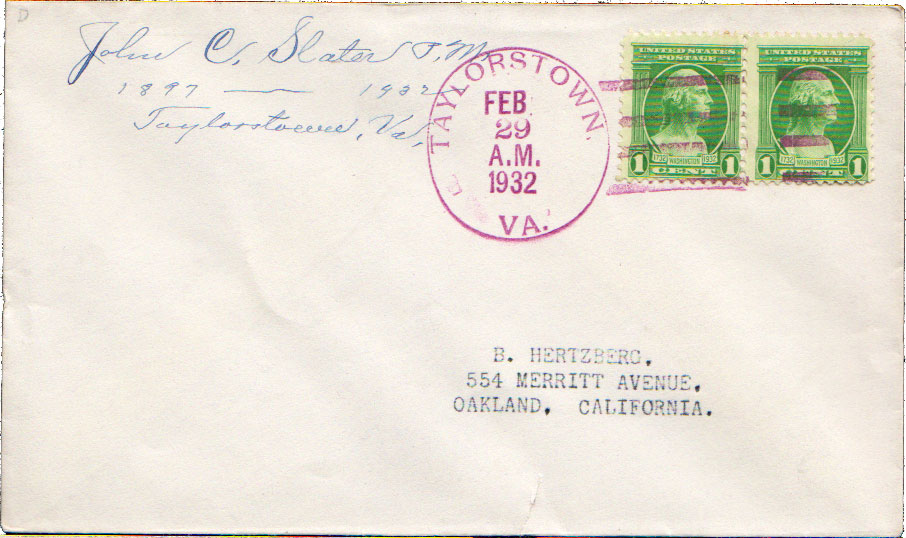 D
John C. Slater P.M.
1897 — 1932
Taylorstown, Va.
TAYLORSTOWN.
FEB
29
A.M.
1932
VA.
UNITED STATES
POSTAGE
1732 WASHINGTON 1932
1 CENT 1
UNITED STATES
POSTAGE
1732 WASHINGTON 1932
1 CENT 1
B. HERTZBERG,
554 MERRITT AVENUE,
OAKLAND, CALIFORNIA.